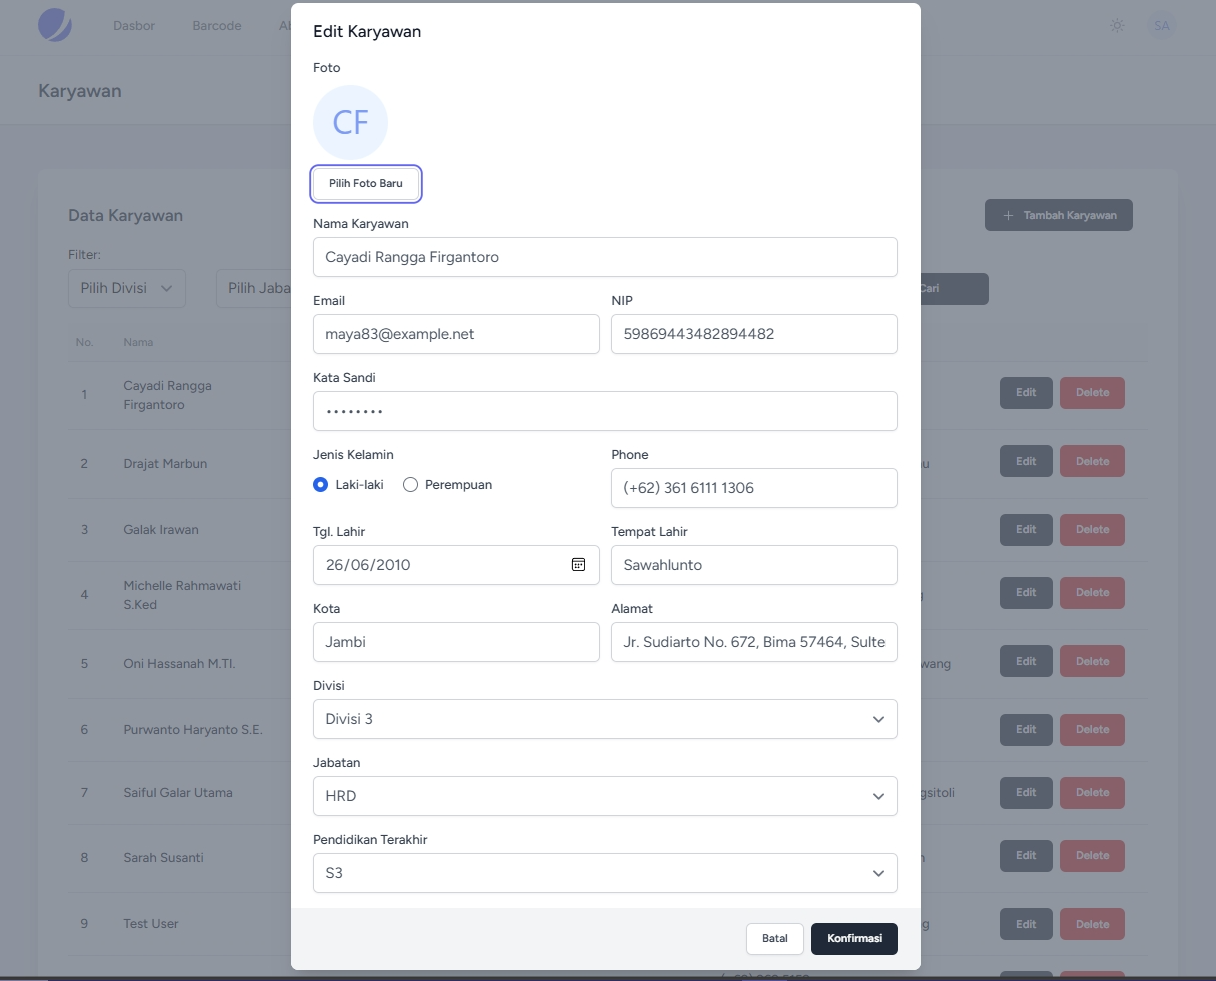 Dasbor Barcode SA
Karyawan
Data Karyawan
Tambah Karyawan
Filter:
Pilih Divisi
Cari
No. Nama
1 Cayadi Rangga
Firgantoro
Edit Delete
2 Drajat Marbun Edit Delete
3 Galak Irawan Edit Delete
4 Michelle Rahmawati
S.Ked
Edit Delete
5 Oni Hassanah M.TI. Edit Delete
6 Purwanto Haryanto S.E. Edit Delete
7 Saiful Galar Utama Edit Delete
8 Sarah Susanti Edit Delete
9 Test User Edit Delete
Edit Karyawan
Foto
CF
Pilih Foto Baru
Nama Karyawan
Cayadi Rangga Firgantoro
Email NIP
maya83@example.net 59869443482894482
Kata Sandi
••••••••
Jenis Kelamin Phone
Laki-laki Perempuan (+62) 361 6111 1306
Tgl. Lahir Tempat Lahir
26/06/2010 Sawahlunto
Kota Alamat
Jambi Jr. Sudiarto No. 672, Bima 57464, Sulte
Divisi
Divisi 3
Jabatan
HRD
Pendidikan Terakhir
S3
Batal Konfirmasi